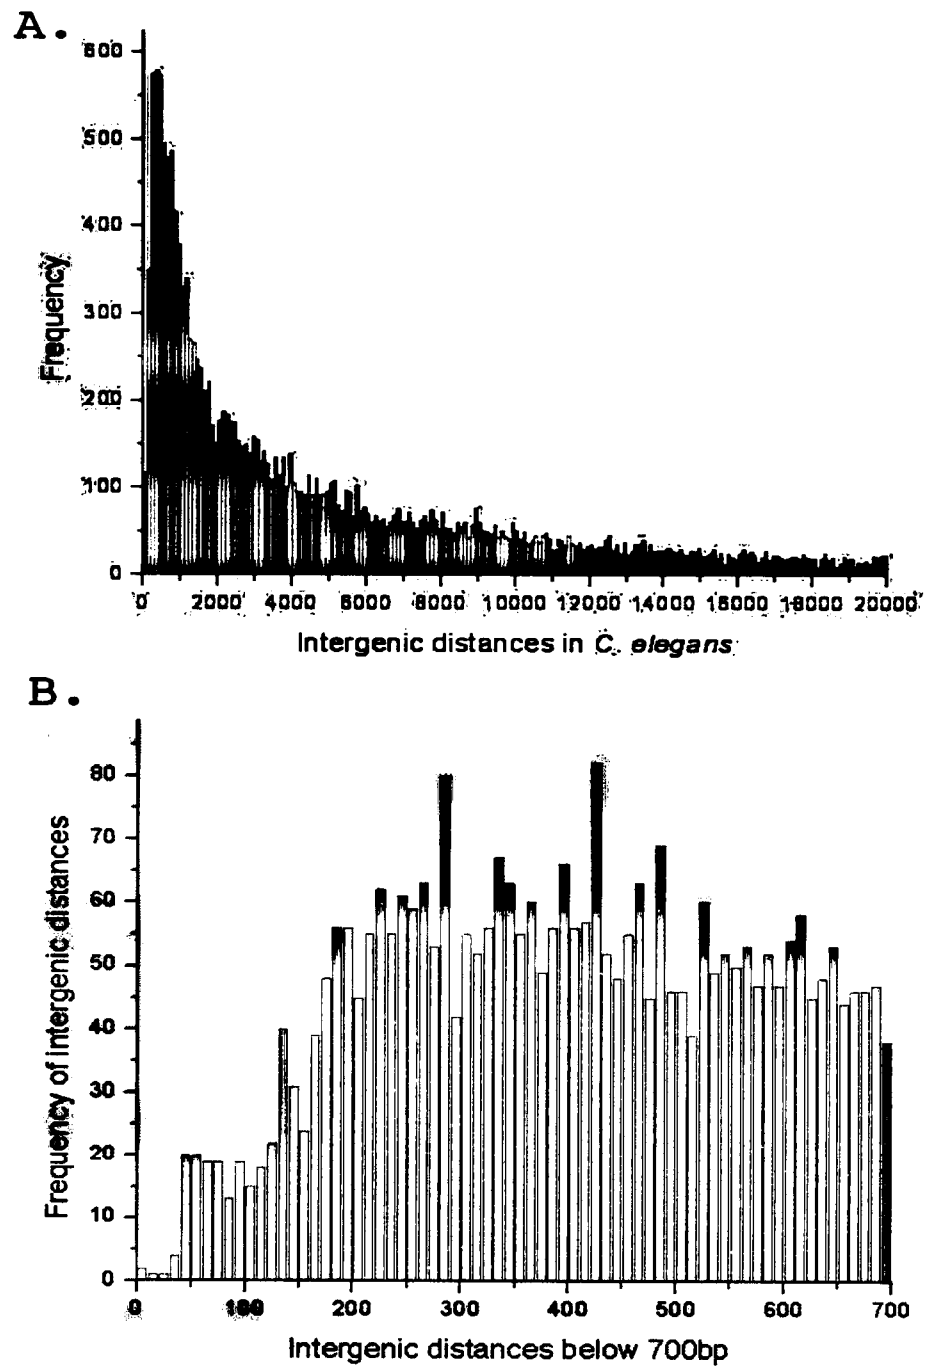 A.
600
500
400
300
200
100
0
Frequency
0 2000 4000 6000 8000 10000 12000 14000 16000 18000 20000
Intergenic distances in C. elegans
B.
80
70
60
50
40
30
20
10
0
Frequency of intergenic distances
0 100 200 300 400 500 600 700
Intergenic distances below 700bp